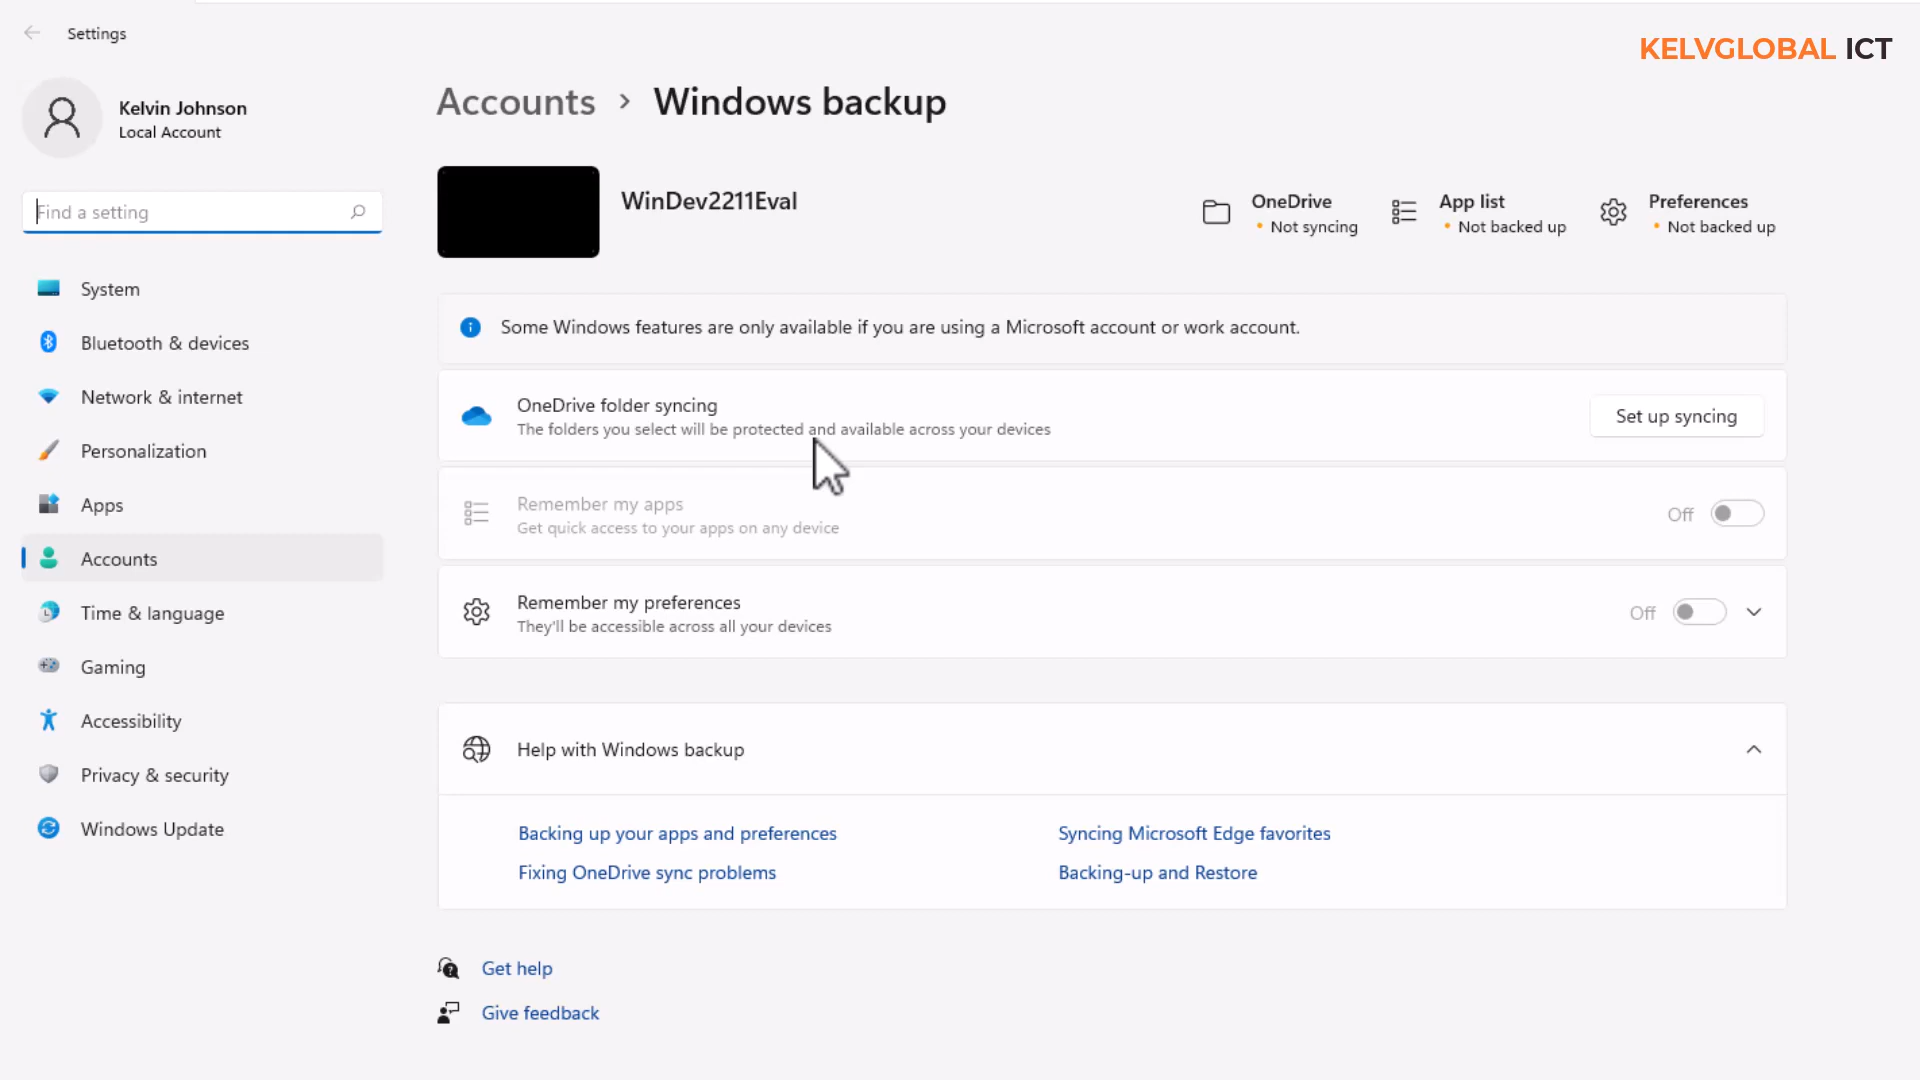 Settings
KELVGLOBAL ICT
Kelvin Johnson
Local Account
Find a setting
System
Bluetooth & devices
Network & internet
Personalization
Apps
Accounts
Time & language
Gaming
Accessibility
Privacy & security
Windows Update
Accounts > Windows backup
WinDev2211Eval
OneDrive
• Not syncing
App list
• Not backed up
Preferences
• Not backed up
Some Windows features are only available if you are using a Microsoft account or work account.
OneDrive folder syncing
The folders you select will be protected and available across your devices
Set up syncing
Remember my apps
Get quick access to your apps on any device
Off
Remember my preferences
They'll be accessible across all your devices
Off
Help with Windows backup
Backing up your apps and preferences
Syncing Microsoft Edge favorites
Fixing OneDrive sync problems
Backing-up and Restore
Get help
Give feedback